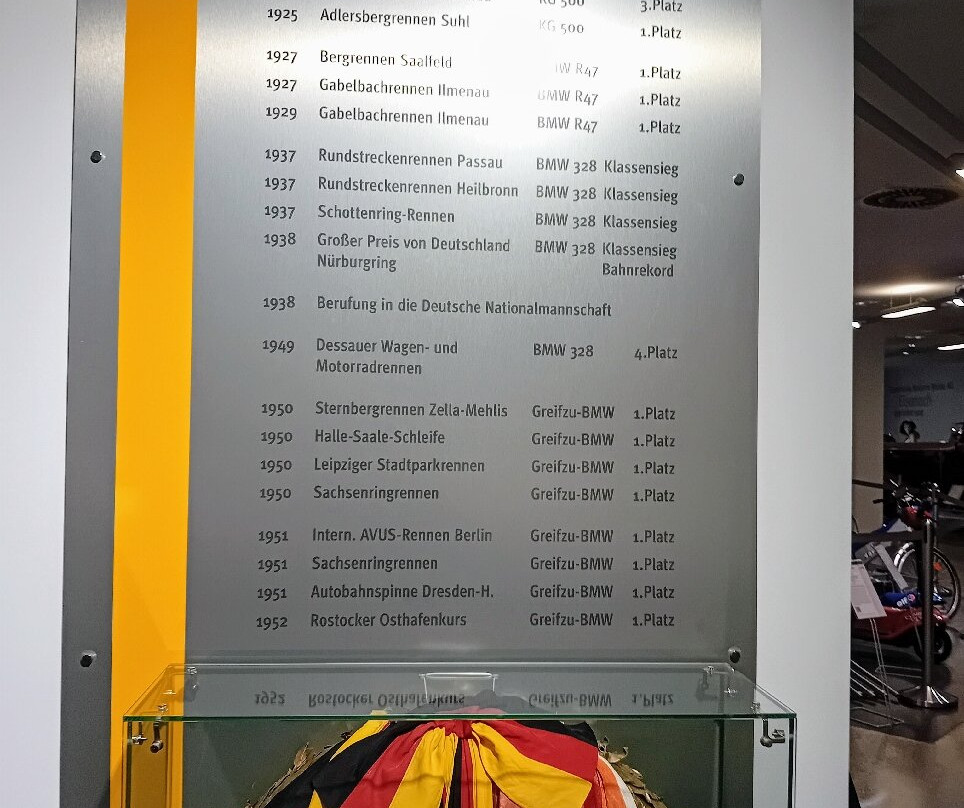 KG 500 3.Platz
1925 Adlersbergrennen Suhl KG 500 1.Platz
1927 Bergrennen Saalfeld R47 1.Platz
1927 Gabelbachrennen Ilmenau BMW R47 1.Platz
1929 Gabelbachrennen Ilmenau BMW R47 1.Platz
1937 Rundstreckenrennen Passau BMW 328 Klassensieg
1937 Rundstreckenrennen Heilbronn BMW 328 Klassensieg
1937 Schottenring-Rennen BMW 328 Klassensieg
1938 Großer Preis von Deutschland BMW 328 Klassensieg
Nürburgring Bahnrekord
1938 Berufung in die Deutsche Nationalmannschaft
1949 Dessauer Wagen- und BMW 328 4.Platz
Motorradrennen
1950 Sternbergrennen Zella-Mehlis Greifzu-BMW 1.Platz
1950 Halle-Saale-Schleife Greifzu-BMW 1.Platz
1950 Leipziger Stadtparkrennen Greifzu-BMW 1.Platz
1950 Sachsenringrennen Greifzu-BMW 1.Platz
1951 Intern. AVUS-Rennen Berlin Greifzu-BMW 1.Platz
1951 Sachsenringrennen Greifzu-BMW 1.Platz
1951 Autobahnspinne Dresden-H. Greifzu-BMW 1.Platz
1952 Rostocker Osthafenkurs Greifzu-BMW 1.Platz
elf